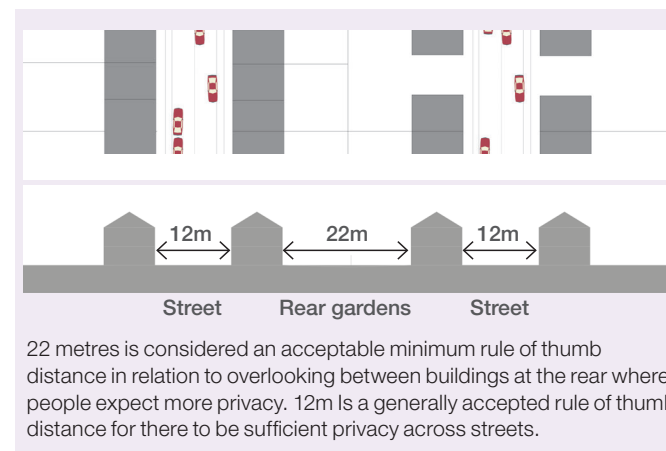 12m 22m 12m
Street Rear gardens Street
22 metres is considered an acceptable minimum rule of thumb
distance in relation to overlooking between buildings at the rear where
people expect more privacy. 12m Is a generally accepted rule of thumb
distance for there to be sufficient privacy across streets.